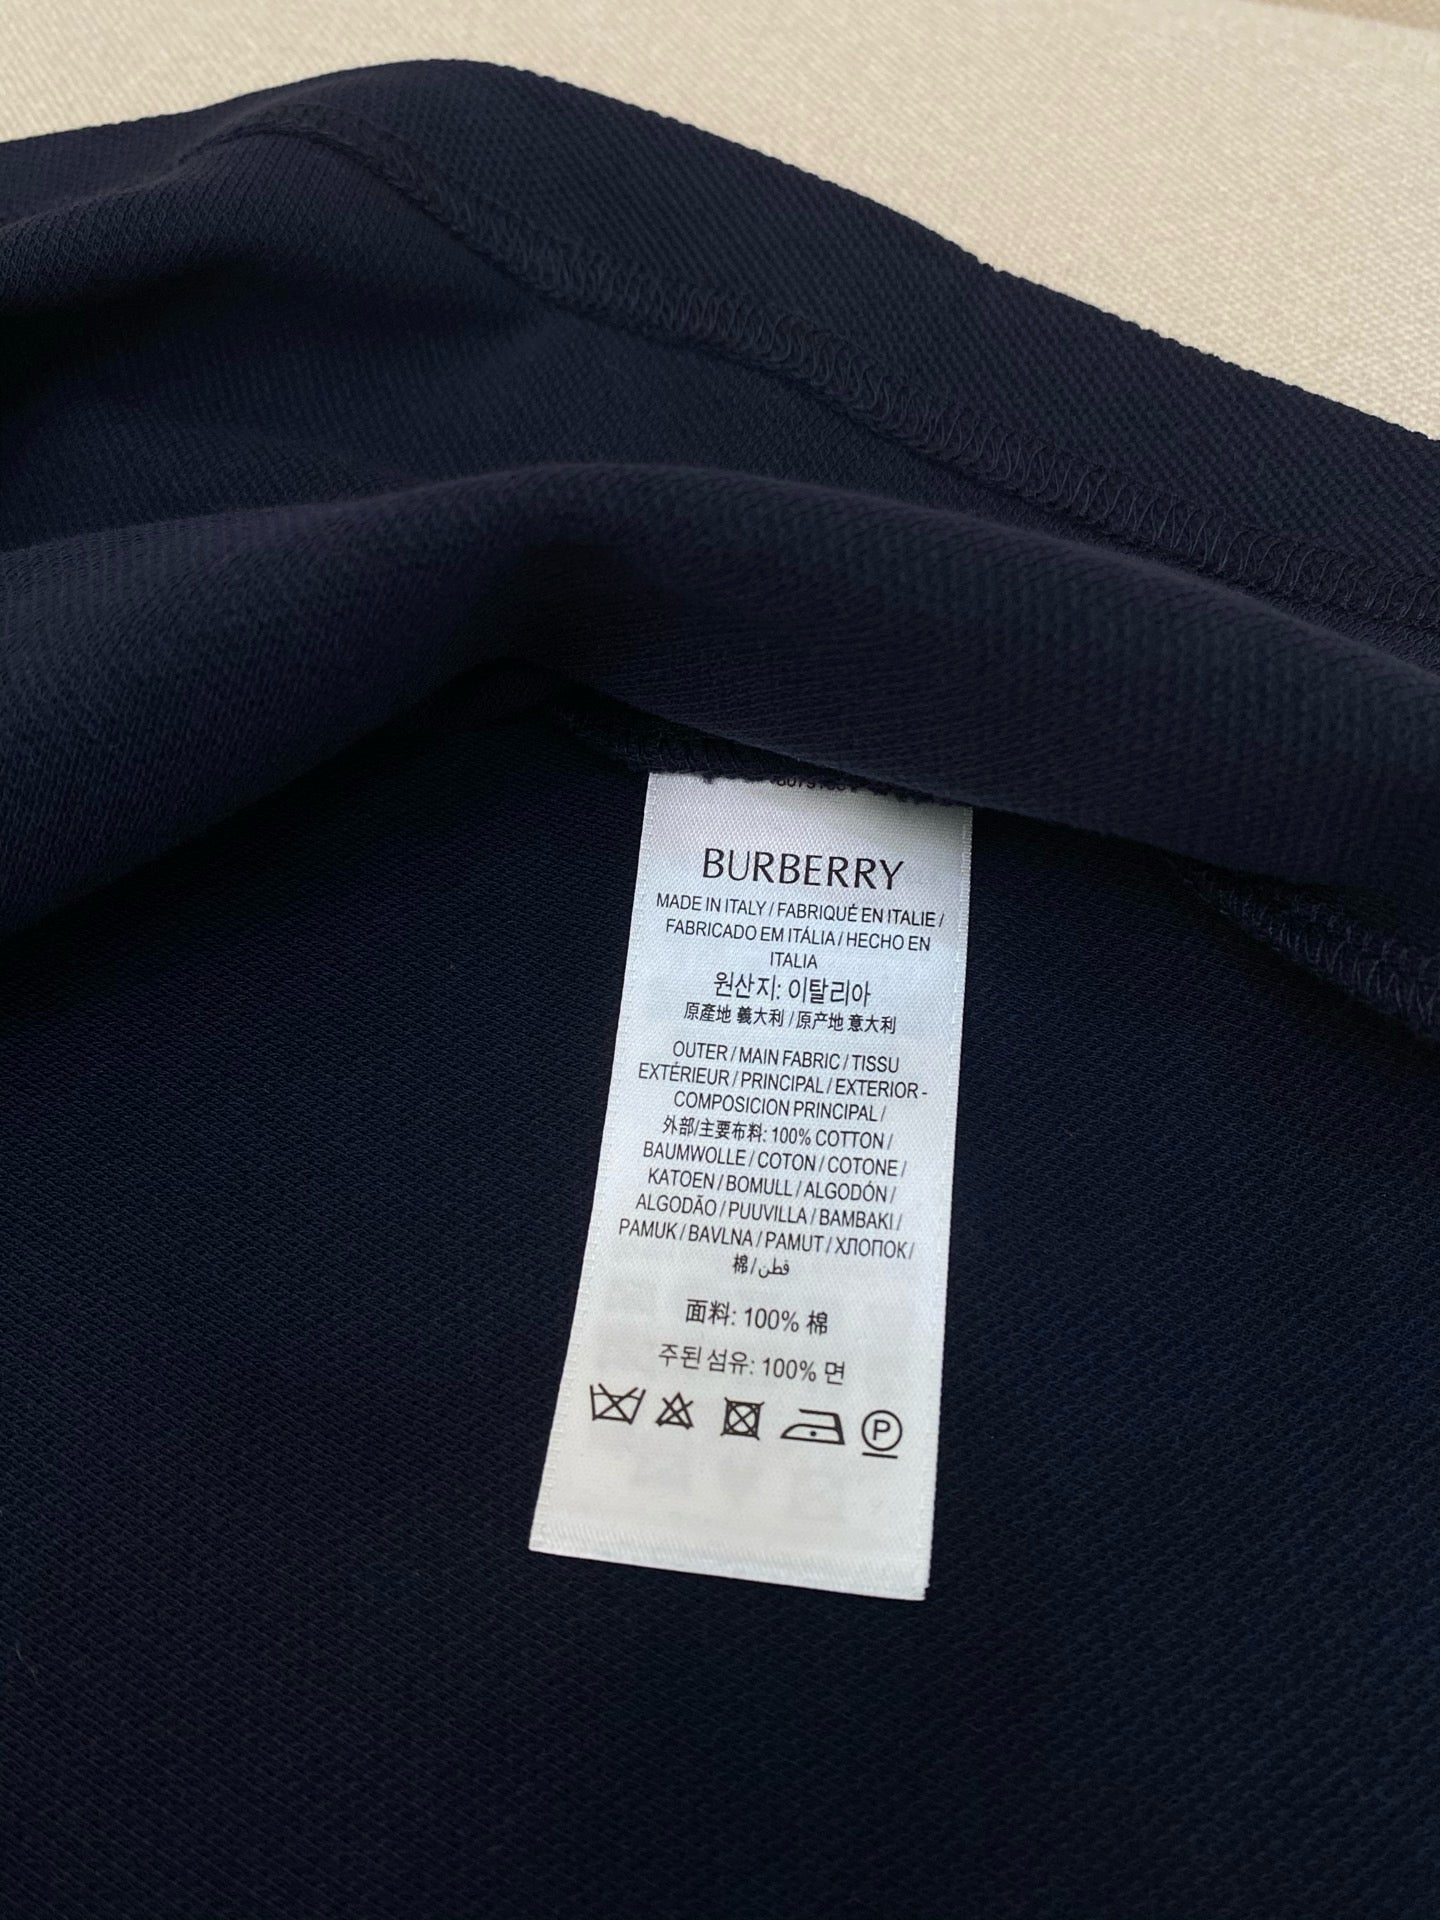 BURBERRY
MADE IN ITALY / FABRIQUÉ EN ITALIE /
FABRICADO EM ITÁLIA / HECHO EN
ITALIA
원산지: 이탈리아
原產地 義大利 / 原产地 意大利
OUTER / MAIN FABRIC / TISSU
EXTÉRIEUR / PRINCIPAL / EXTERIOR -
COMPOSICION PRINCIPAL /
外部/主要布料: 100% COTTON /
BAUMWOLLE / COTON / COTONE /
KATOEN / BOMULL / ALGODÓN /
ALGODÃO / PUUVILLA / BAMBAKI /
PAMUK / BAVLNA / PAMUT / ХЛОПОК /
棉 / قطن
面料: 100% 棉
주된 섬유: 100% 면
P